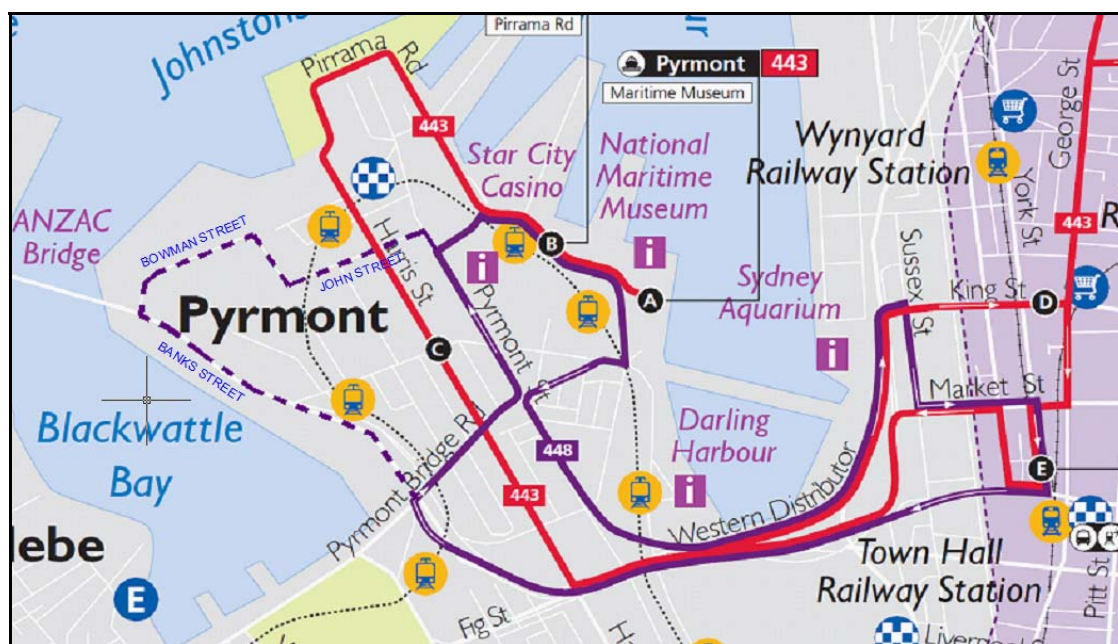 Johnstons
Pirrama Rd
Pirrama
Rd
Pyrmont 443
Maritime Museum
443
Star City
Casino
National
Maritime
Museum
Wynyard
Railway Station
George St
York St
443
R
ANZAC
Bridge
BOWMAN STREET
JOHN STREET
Harris St
B
i
i
A
Sydney
Aquarium
Sussex St
King St
D
Pyrmont
Pyrmont St
C
i
BANKS STREET
Market St
Blackwattle
Bay
Darling
Harbour
448
i
E
443
Pyrmont Bridge Rd
Western Distributor
lebe
Town Hall
Railway Station
Pitt St
E
Fig St